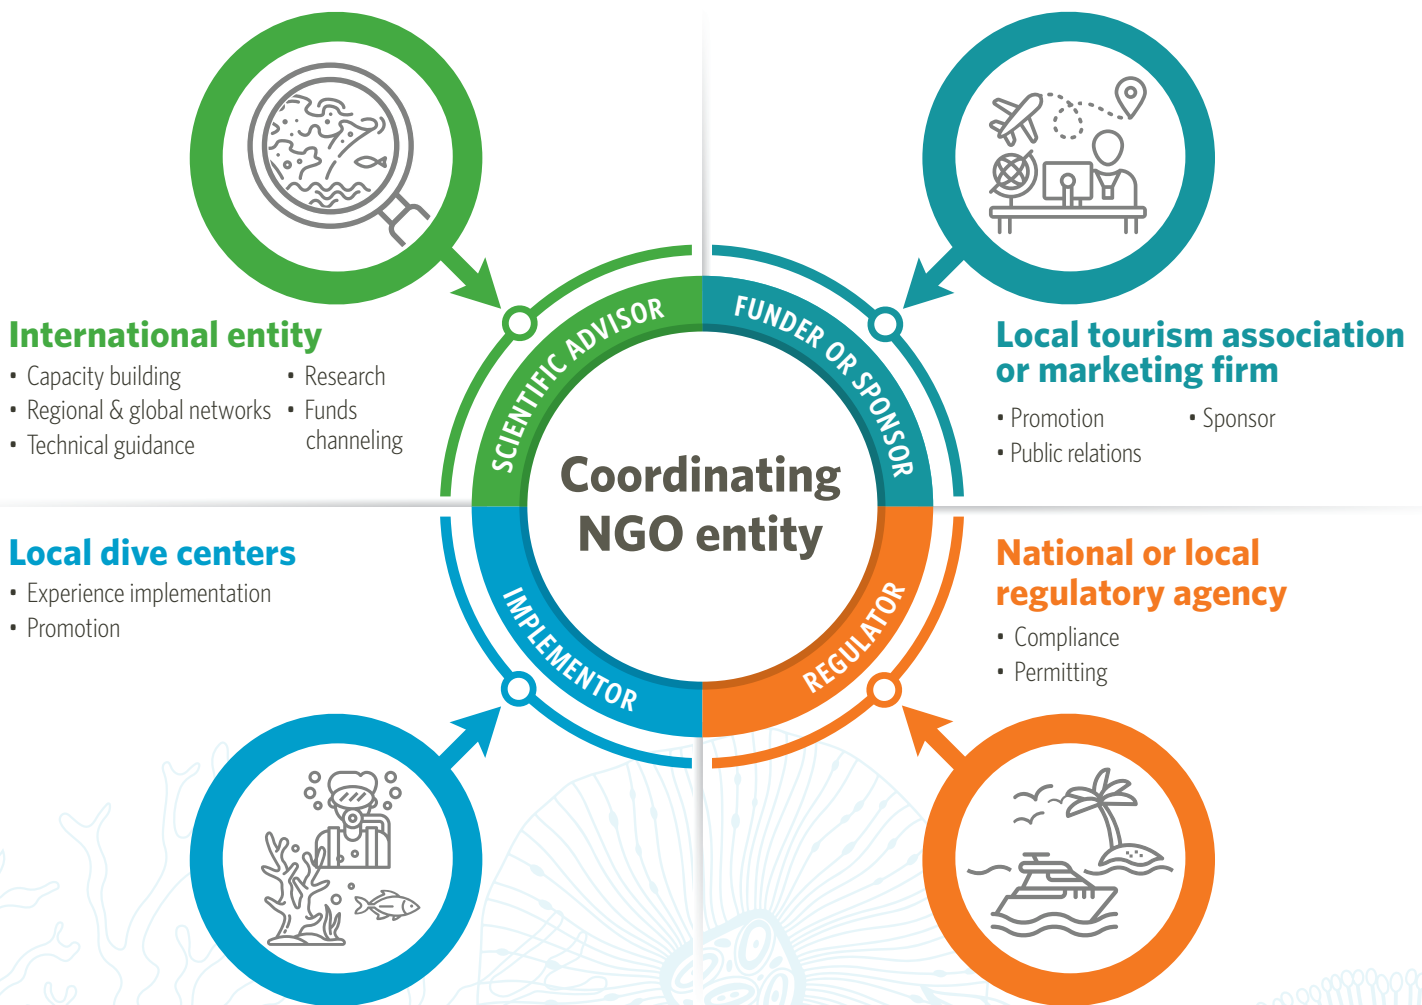 SCIENTIFIC ADVISOR
FUNDER OR SPONSOR
International entity
• Capacity building
• Regional & global networks
• Technical guidance
• Research
• Funds
channeling
Local tourism association
or marketing firm
• Promotion
• Public relations
• Sponsor
Coordinating
NGO entity
Local dive centers
• Experience implementation
• Promotion
IMPLEMENTOR
REGULATOR
National or local
regulatory agency
• Compliance
• Permitting